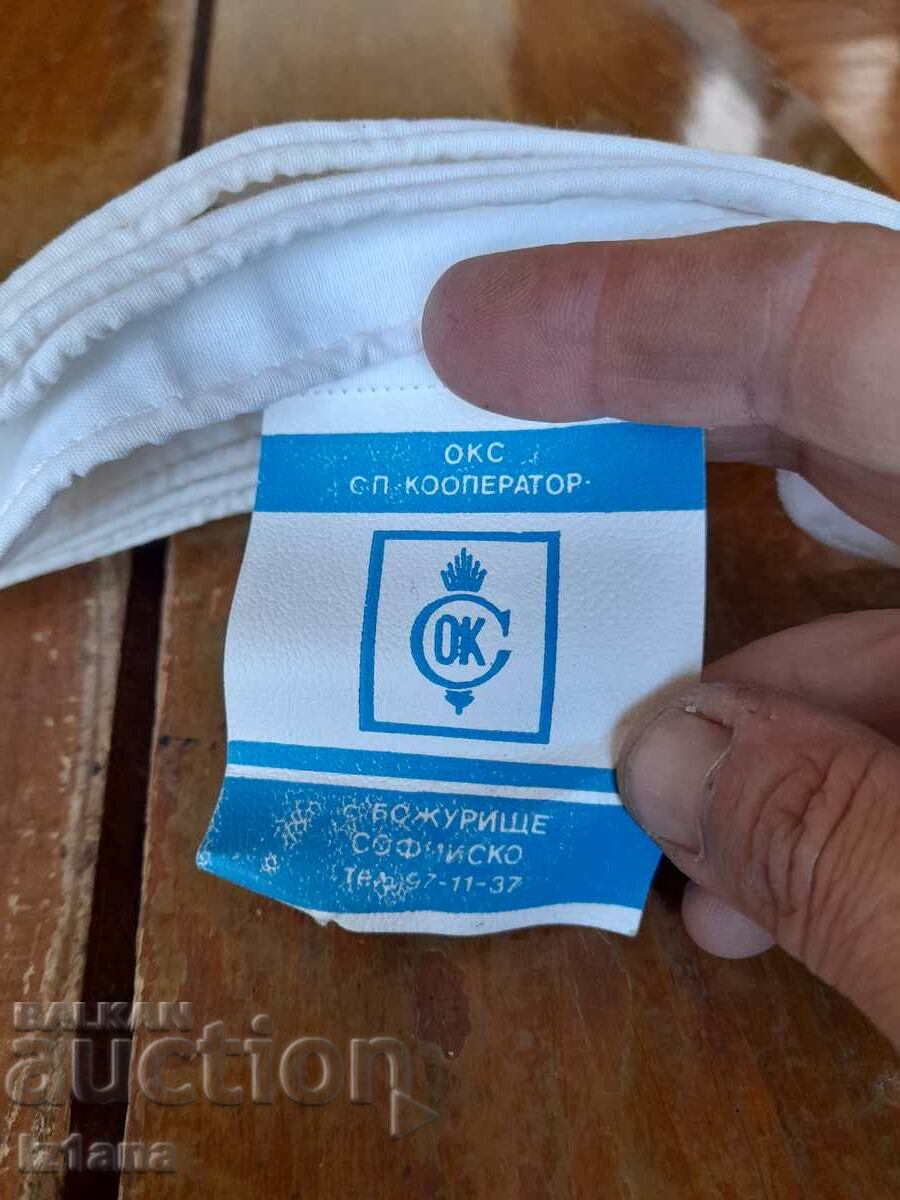 ОКС
СП. КООПЕРАТОР
ОКС
С. БОЖУРИЩЕ
СОФИЙСКО
тел. 97-11-37
BALKAN
auction
Iz1ana